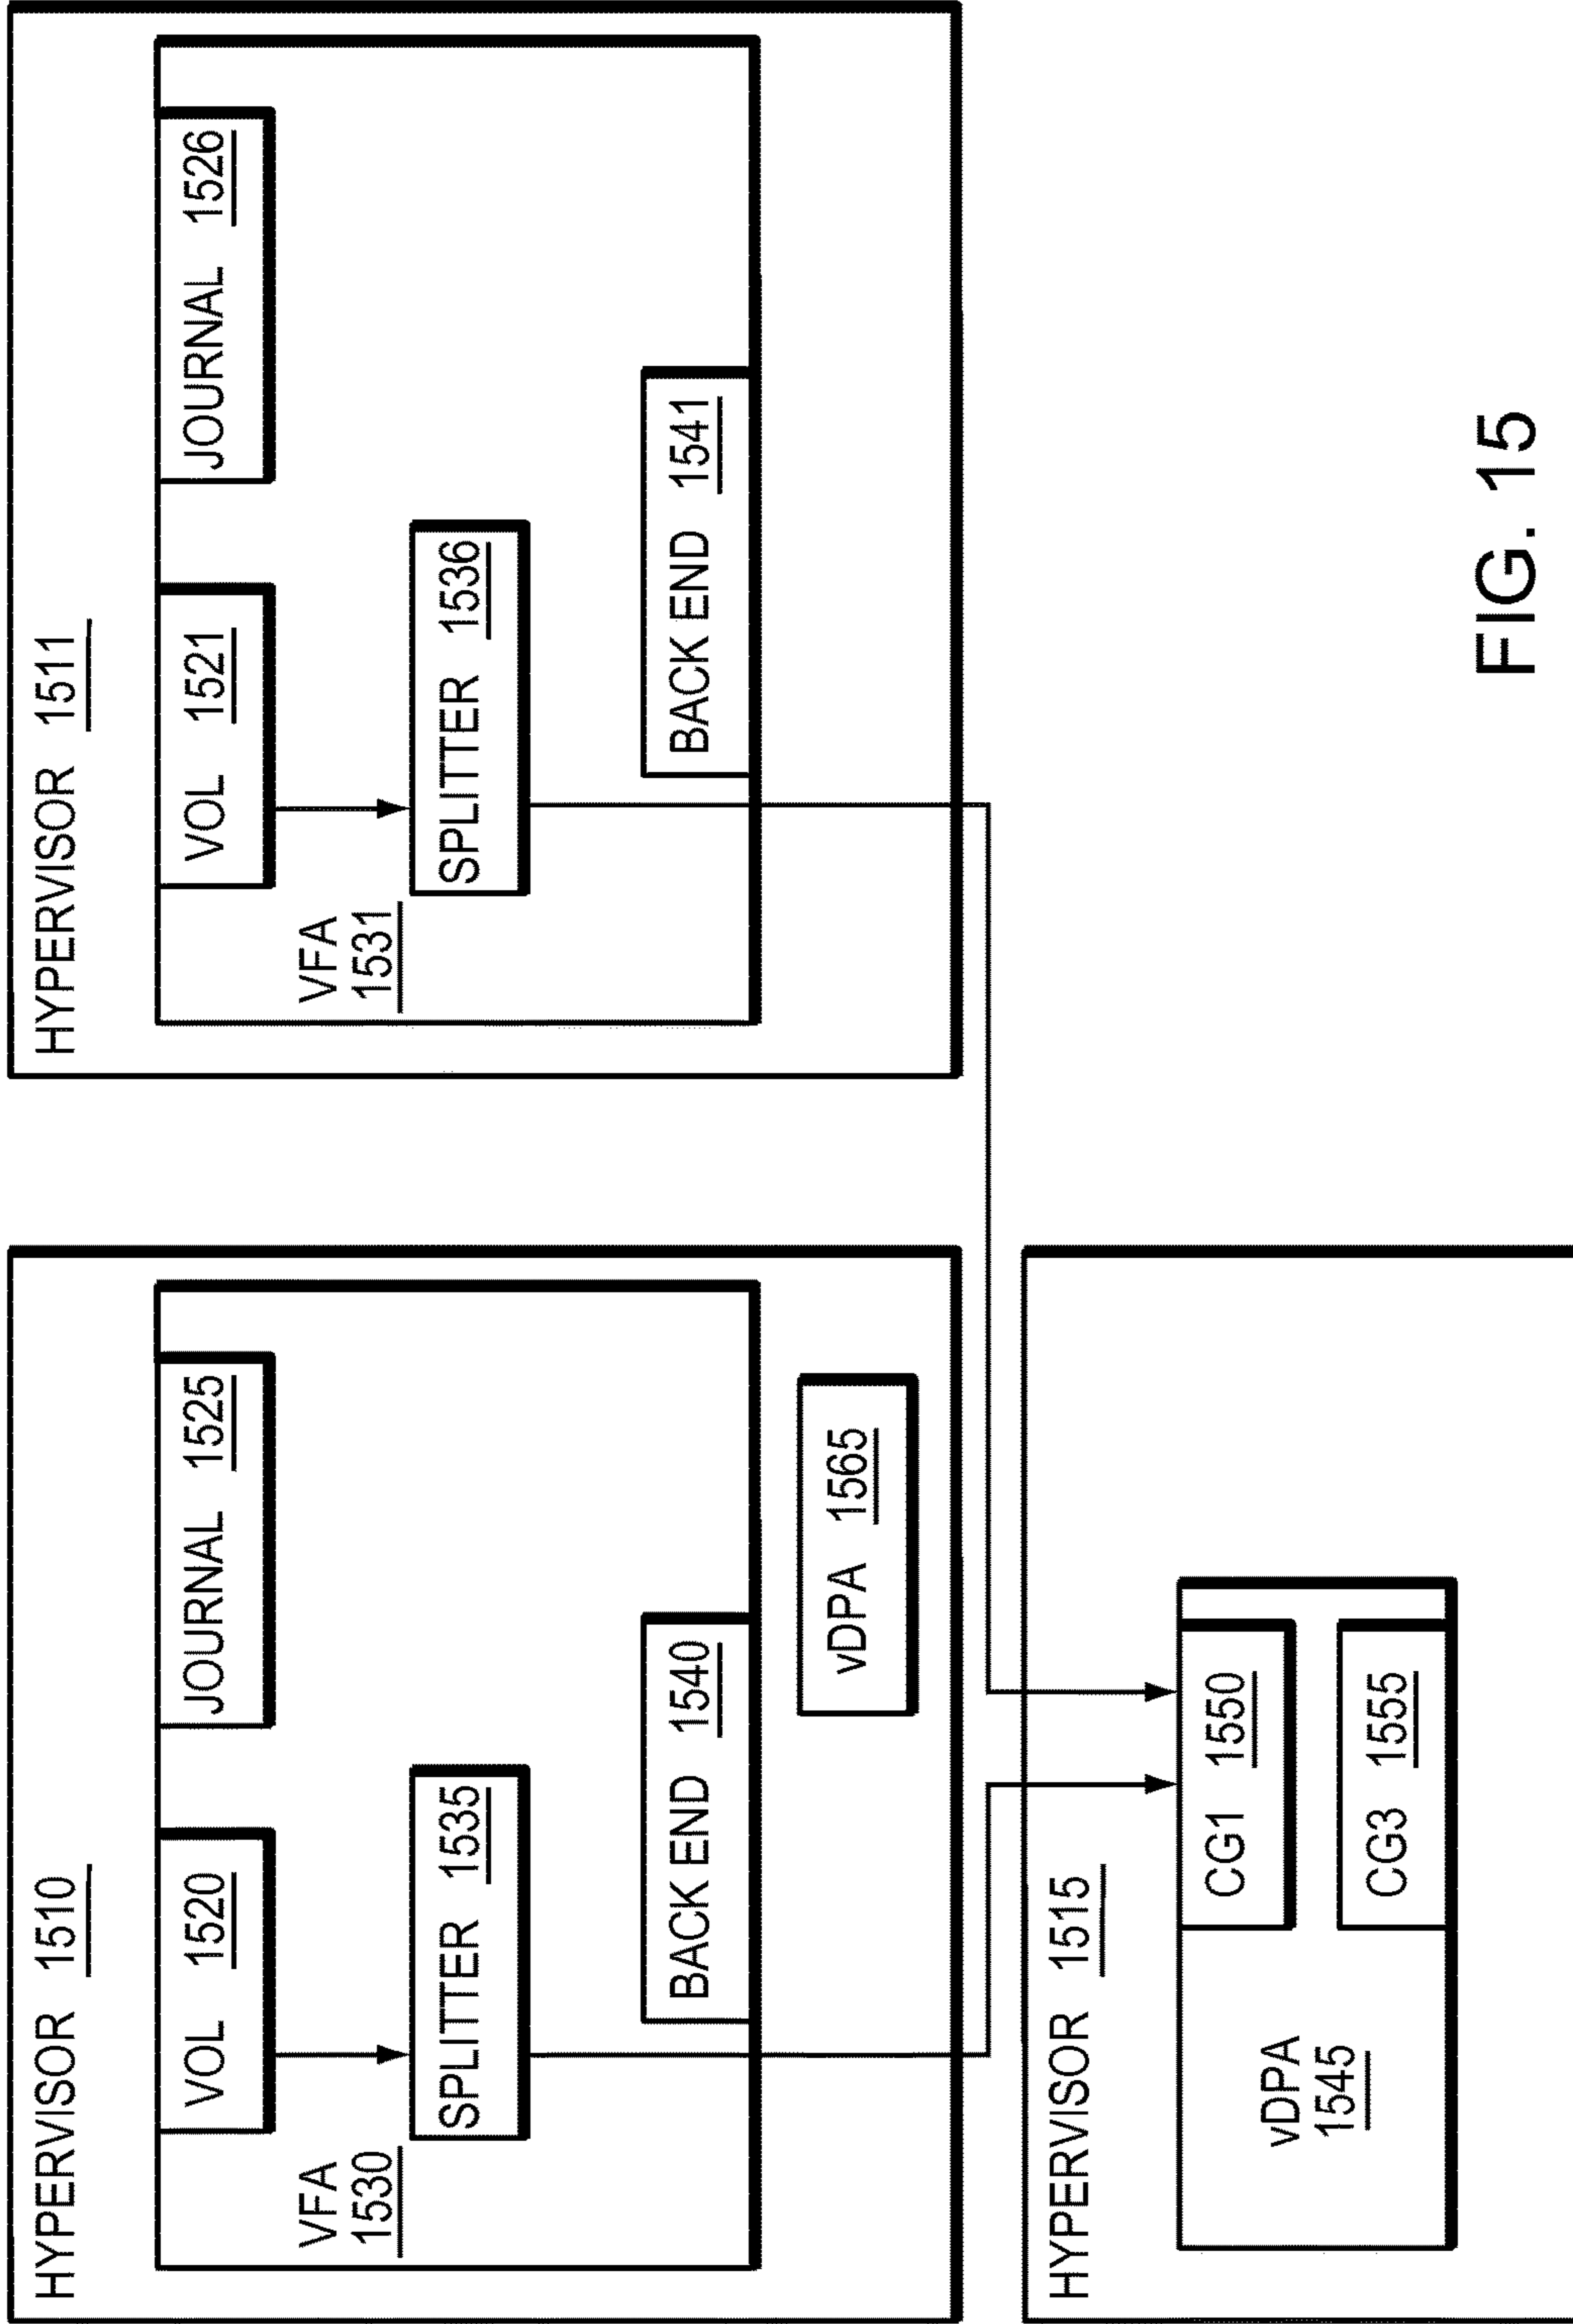 HYPERVISOR 1510
VOL 1520
JOURNAL 1525
VFA
1530
SPLITTER 1535
BACK END 1540
vDPA 1565
HYPERVISOR 1511
VOL 1521
JOURNAL 1526
VFA
1531
SPLITTER 1536
BACK END 1541
HYPERVISOR 1515
vDPA
1545
CG1 1550
CG3 1555
FIG. 15